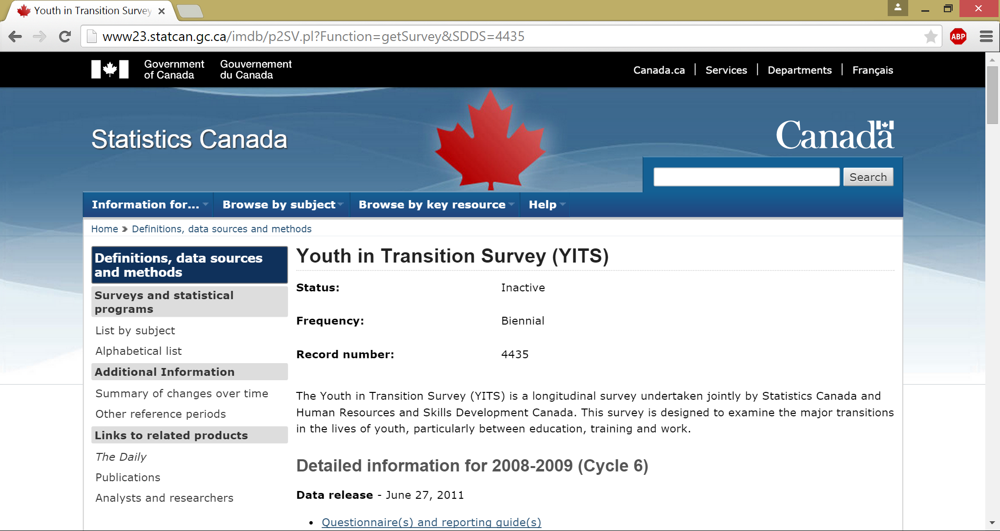 Youth in Transition Survey
www23.statcan.gc.ca/imdb/p2SV.pl?Function=getSurvey&SDDS=4435
ABP
Government of Canada
Gouvernement du Canada
Canada.ca
Services
Departments
Français
Statistics Canada
Canada
Search
Information for...
Browse by subject
Browse by key resource
Help
Home
Definitions, data sources and methods
Definitions, data sources
and methods
Surveys and statistical
programs
List by subject
Alphabetical list
Additional Information
Summary of changes over time
Other reference periods
Links to related products
The Daily
Publications
Analysts and researchers
Youth in Transition Survey (YITS)
Status: Inactive
Frequency: Biennial
Record number: 4435
The Youth in Transition Survey (YITS) is a longitudinal survey undertaken jointly by Statistics Canada and
Human Resources and Skills Development Canada. This survey is designed to examine the major transitions
in the lives of youth, particularly between education, training and work.
Detailed information for 2008-2009 (Cycle 6)
Data release - June 27, 2011
• Questionnaire(s) and reporting guide(s)